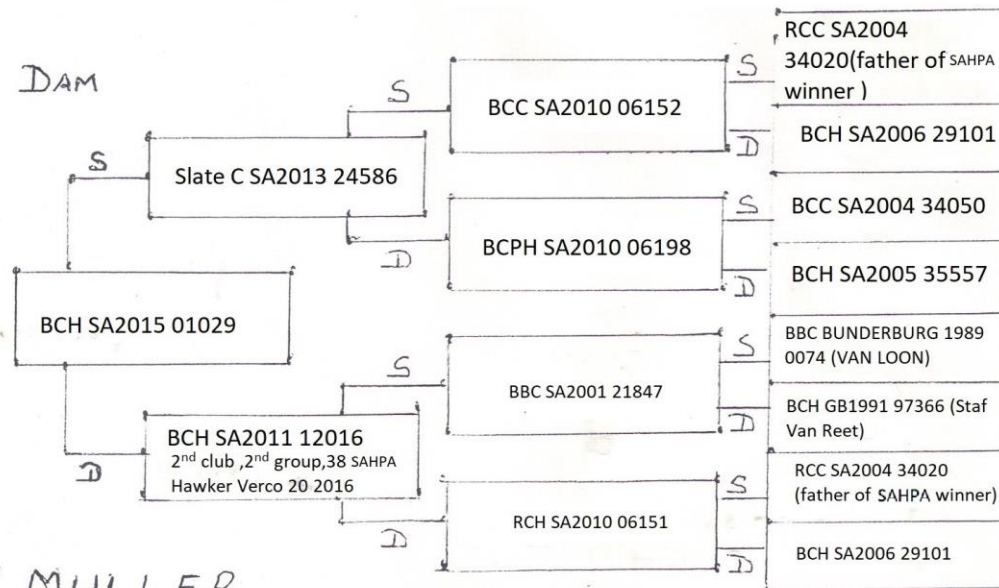 DAM
S
D
S
D
S
D
S
D
S
D
S
D
S
D
BCH SA2015 01029
Slate C SA2013 24586
BCH SA2011 12016
2nd club ,2nd group,38 SAHPA
Hawker Verco 20 2016
BCC SA2010 06152
BCPH SA2010 06198
BBC SA2001 21847
RCH SA2010 06151
RCC SA2004
34020(father of SAHPA
winner )
BCH SA2006 29101
BCC SA2004 34050
BCH SA2005 35557
BBC BUNDERBURG 1989
0074 (VAN LOON)
BCH GB1991 97366 (Staf
Van Reet)
RCC SA2004 34020
(father of SAHPA winner)
BCH SA2006 29101